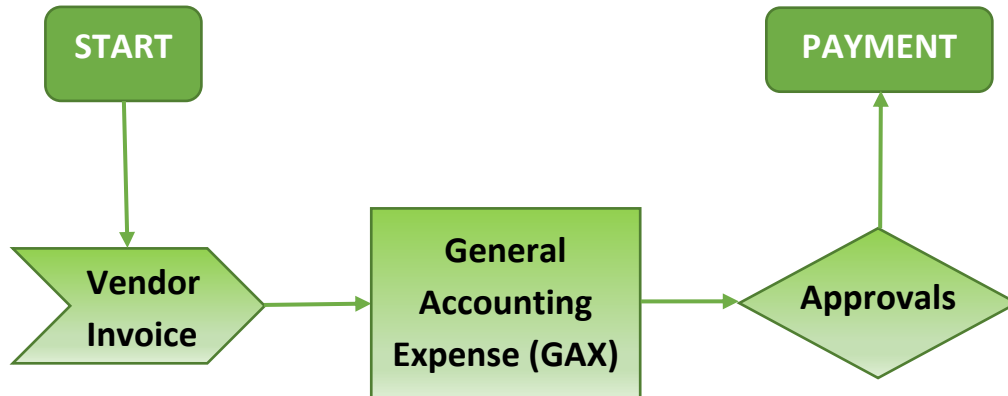 START
PAYMENT
Vendor
Invoice
General
Accounting
Expense (GAX)
Approvals